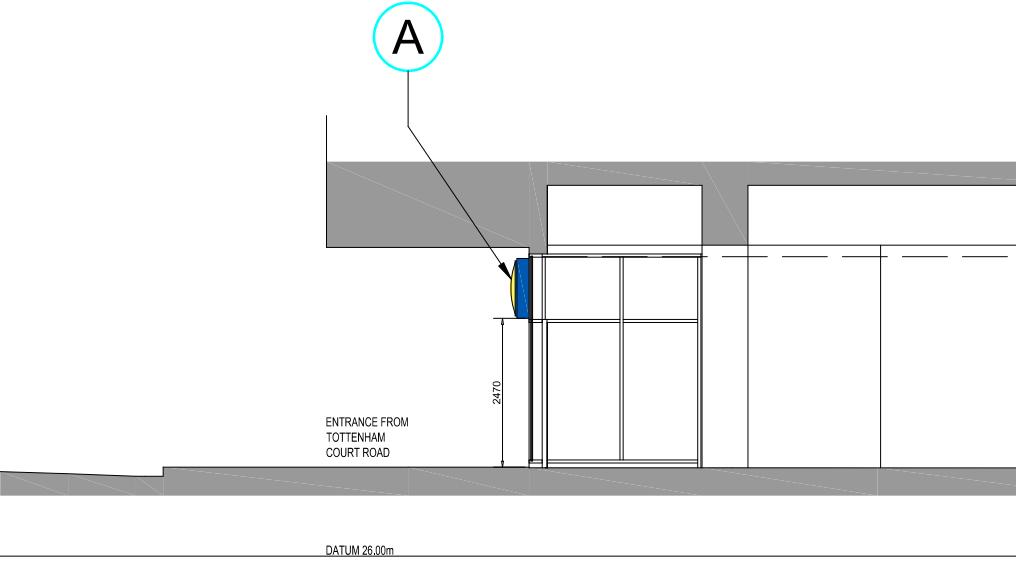 A
2470
ENTRANCE FROM
TOTTENHAM
COURT ROAD
DATUM 26.00m